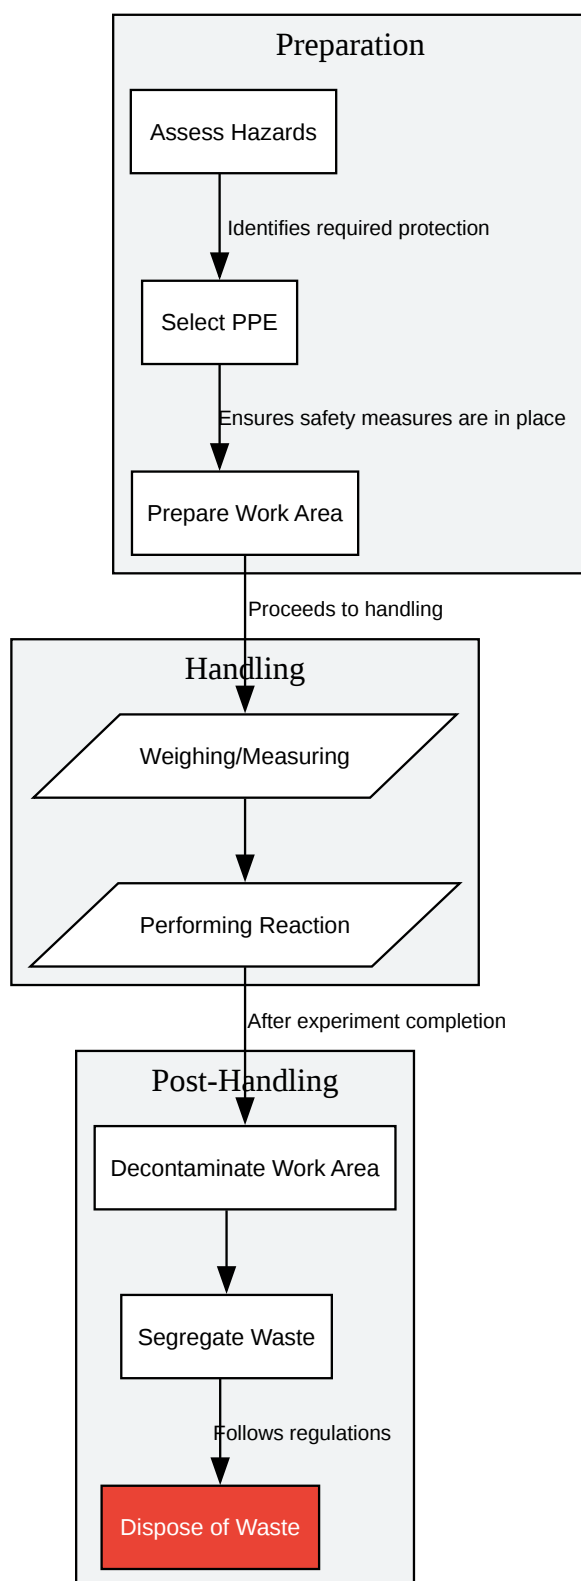 Preparation
Assess Hazards
Identifies required protection
Select PPE
Ensures safety measures are in place
Prepare Work Area
Proceeds to handling
Handling
Weighing/Measuring
Performing Reaction
After experiment completion
Post-Handling
Decontaminate Work Area
Segregate Waste
Follows regulations
Dispose of Waste